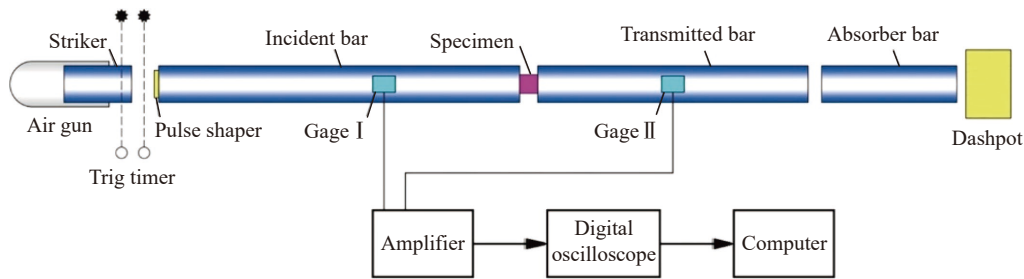 Striker
Incident bar
Specimen
Transmitted bar
Absorber bar
Air gun
Pulse shaper
Gage Ⅰ
Gage Ⅱ
Dashpot
Trig timer
Amplifier
Digital
oscilloscope
Computer